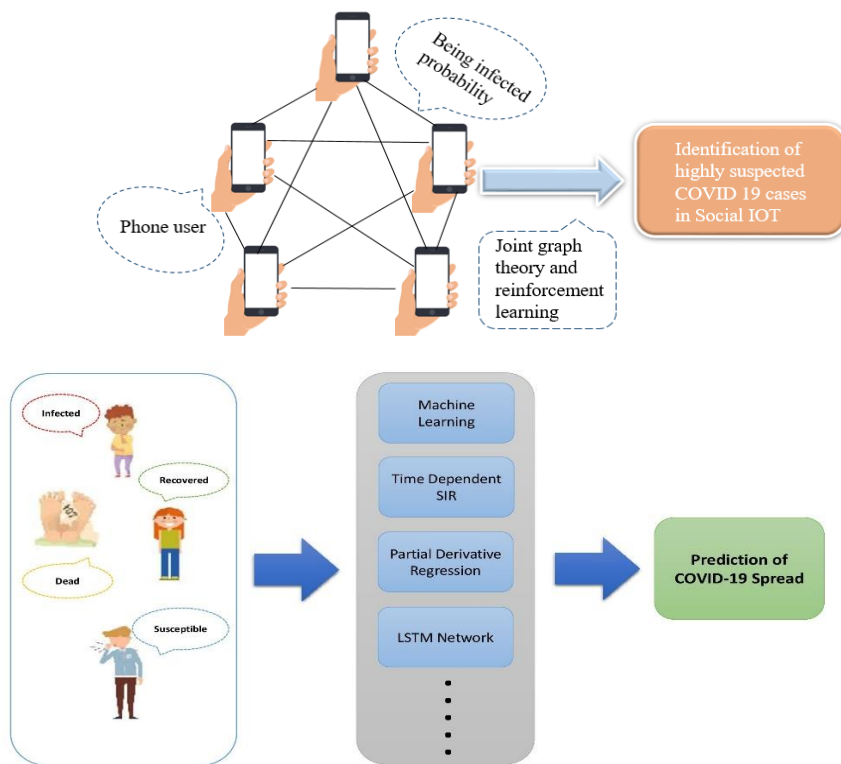 Being infected
probability
Phone user
Identification of
highly suspected
COVID 19 cases
in Social IOT
Joint graph
theory and
reinforcement
learning
Infected
Recovered
Dead
Susceptible
Machine
Learning
Time Dependent
SIR
Partial Derivative
Regression
LSTM Network
Prediction of
COVID-19 Spread